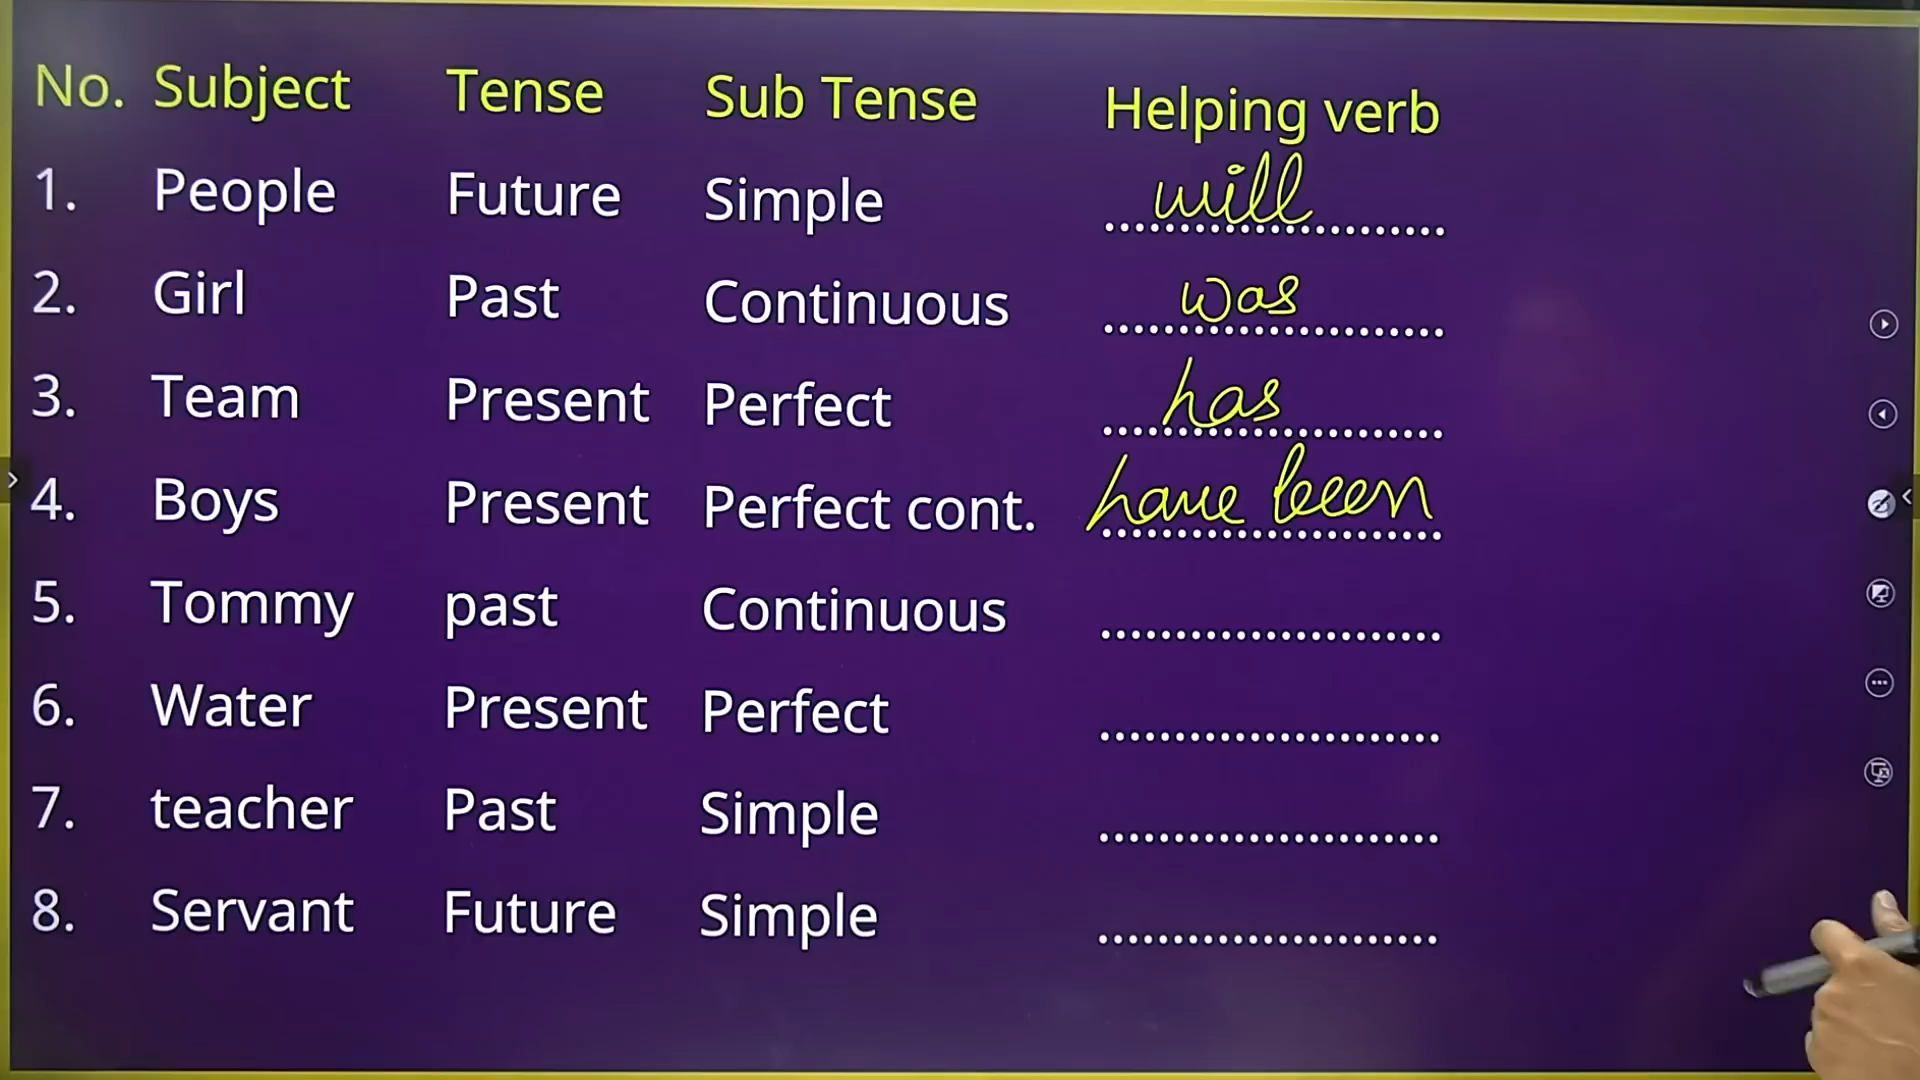 No. Subject Tense Sub Tense Helping verb
1. People Future Simple will
2. Girl Past Continuous was
3. Team Present Perfect has
4. Boys Present Perfect cont. have been
5. Tommy past Continuous ........................
6. Water Present Perfect ........................
7. teacher Past Simple ........................
8. Servant Future Simple ........................